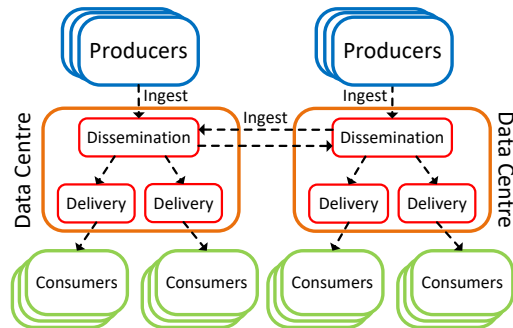 Producers
Producers
Ingest
Ingest
Ingest
Data Centre
Dissemination
Dissemination
Data Centre
Delivery
Delivery
Delivery
Delivery
Consumers
Consumers
Consumers
Consumers